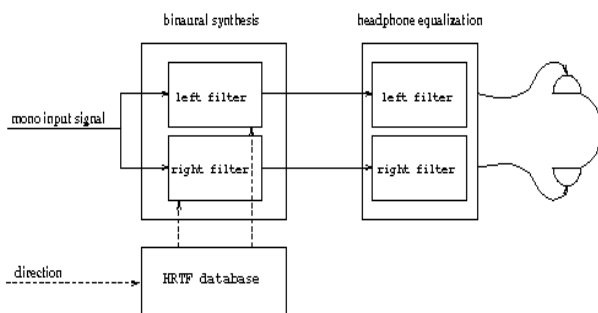 binaural synthesis
headphone equalization
left filter
left filter
mono input signal
right filter
right filter
direction
HRTF database